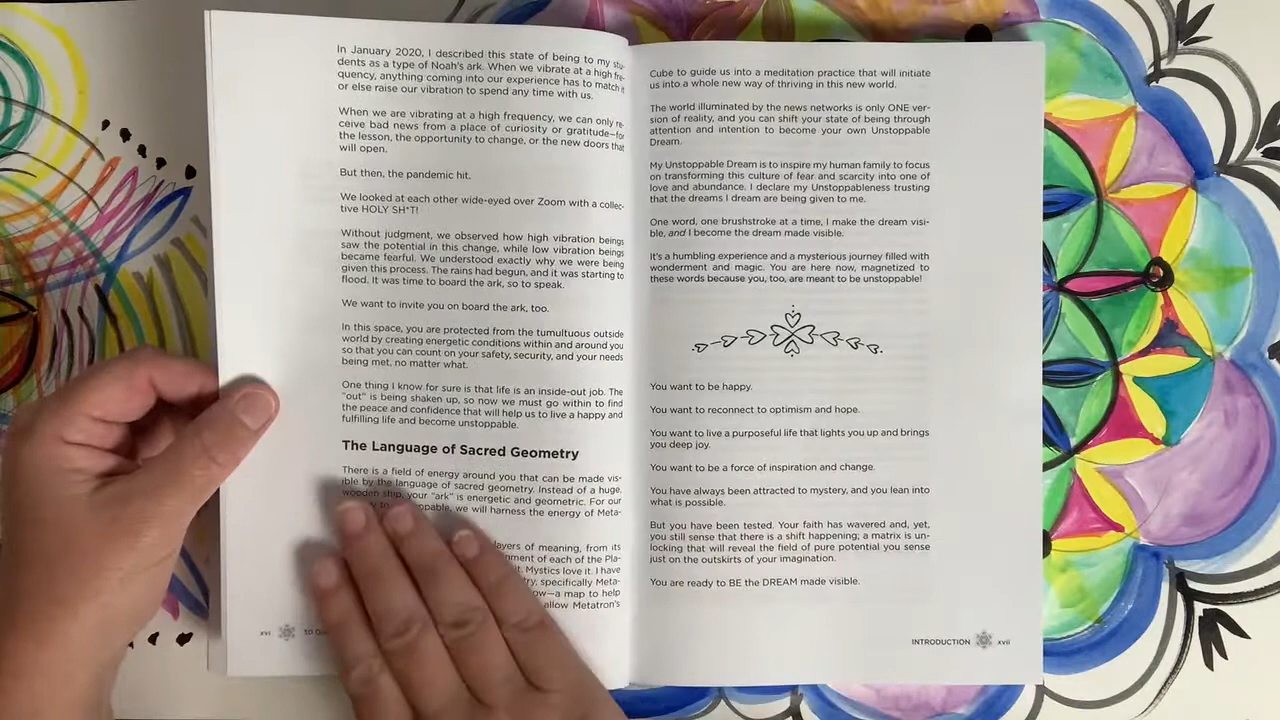 In January 2020, I described this state of being to my stu-
dents as a type of Noah's ark. When we vibrate at a high fre-
quency, anything coming into our experience has to match it
or else raise our vibration to spend any time with us.
When we are vibrating at a high frequency, we can only re-
ceive bad news from a place of curiosity or gratitude—for
the lesson, the opportunity to change, or the new doors that
will open.
But then, the pandemic hit.
We looked at each other wide-eyed over Zoom with a collec-
tive HOLY SH*T!
Without judgment, we observed how high vibration beings
saw the potential in this change, while low vibration beings
became fearful. We understood exactly why we were being
given this process. The rains had begun, and it was starting to
flood. It was time to board the ark, so to speak.
We want to invite you on board the ark, too.
In this space, you are protected from the tumultuous outside
world by creating energetic conditions within and around you
so that you can count on your safety, security, and your needs
being met, no matter what.
One thing I know for sure is that life is an inside-out job. The
"out" is being shaken up, so now we must go within to find
the peace and confidence that will help us to live a happy and
fulfilling life and become unstoppable.
The Language of Sacred Geometry
There is a field of energy around you that can be made vis-
ible by the language of sacred geometry. Instead of a huge,
wooden ship, your "ark" is energetic and geometric. For our
to we will harness the energy of Meta-
layers of meaning, from its
of each of the Pla-
Mystics love it. I have
specifically Meta-
a map to help
allow Metatron's
xvi
Cube to guide us into a meditation practice that will initiate
us into a whole new way of thriving in this new world.
The world illuminated by the news networks is only ONE ver-
sion of reality, and you can shift your state of being through
attention and intention to become your own Unstoppable
Dream.
My Unstoppable Dream is to inspire my human family to focus
on transforming this culture of fear and scarcity into one of
love and abundance. I declare my Unstoppableness trusting
that the dreams I dream are being given to me.
One word, one brushstroke at a time, I make the dream visi-
ble, and I become the dream made visible.
It's a humbling experience and a mysterious journey filled with
wonderment and magic. You are here now, magnetized to
these words because you, too, are meant to be unstoppable!
You want to be happy.
You want to reconnect to optimism and hope.
You want to live a purposeful life that lights you up and brings
you deep joy.
You want to be a force of inspiration and change.
You have always been attracted to mystery, and you lean into
what is possible.
But you have been tested. Your faith has wavered and, yet,
you still sense that there is a shift happening; a matrix is un-
locking that will reveal the field of pure potential you sense
just on the outskirts of your imagination.
You are ready to BE the DREAM made visible.
INTRODUCTION xvii